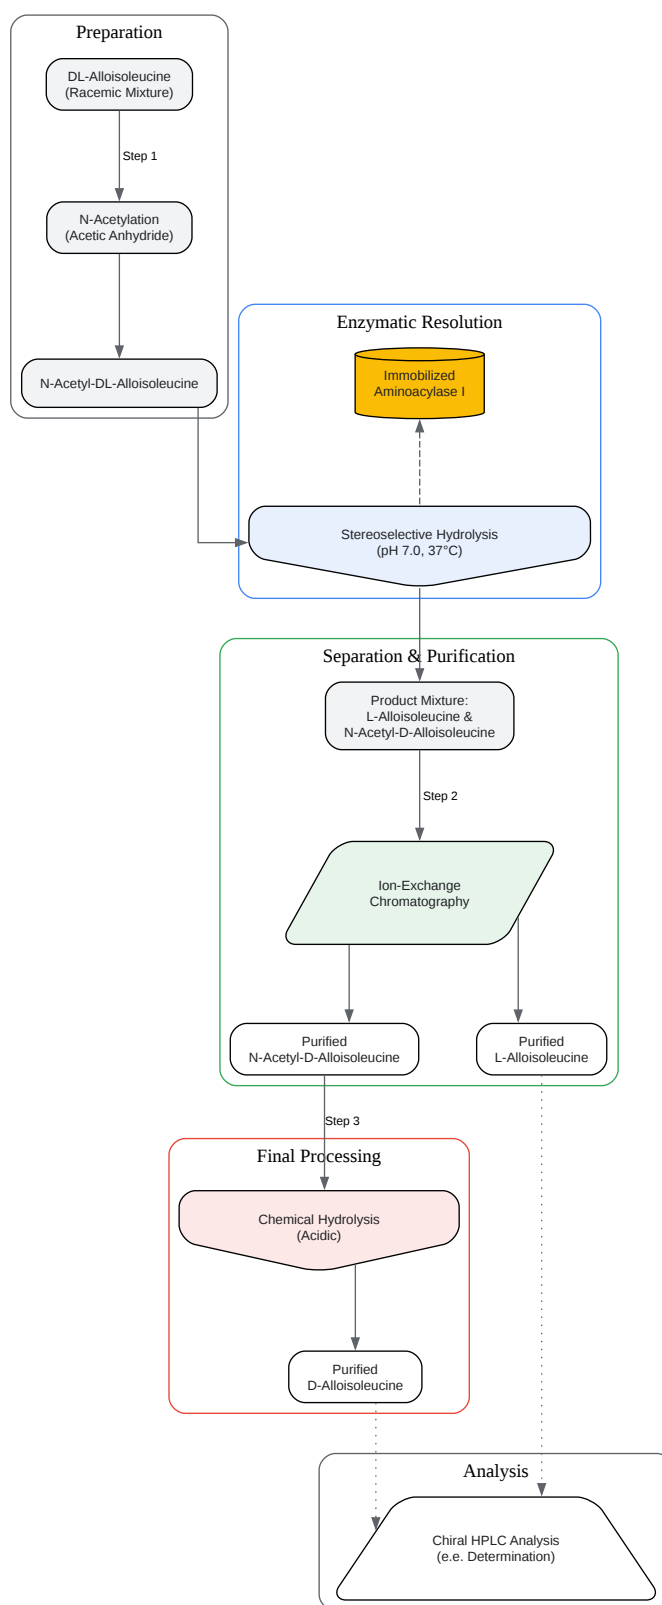 Preparation
DL-Alloisoleucine
(Racemic Mixture)
Step 1
N-Acetylation
(Acetic Anhydride)
N-Acetyl-DL-Alloisoleucine
Enzymatic Resolution
Immobilized
Aminoacylase I
Stereoselective Hydrolysis
(pH 7.0, 37°C)
Separation & Purification
Product Mixture:
L-Alloisoleucine &
N-Acetyl-D-Alloisoleucine
Step 2
Ion-Exchange
Chromatography
Purified
N-Acetyl-D-Alloisoleucine
Purified
L-Alloisoleucine
Step 3
Final Processing
Chemical Hydrolysis
(Acidic)
Purified
D-Alloisoleucine
Analysis
Chiral HPLC Analysis
(e.e. Determination)